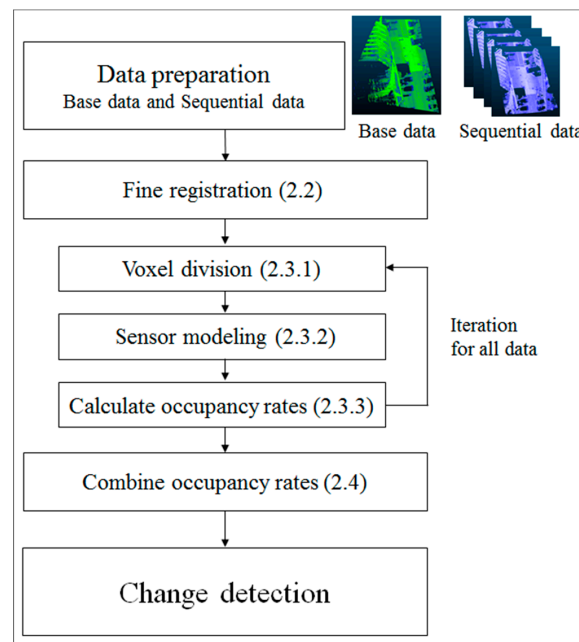 Data preparation
Base data and Sequential data
Base data
Sequential data
Fine registration (2.2)
Voxel division (2.3.1)
Sensor modeling (2.3.2)
Iteration
for all data
Calculate occupancy rates (2.3.3)
Combine occupancy rates (2.4)
Change detection